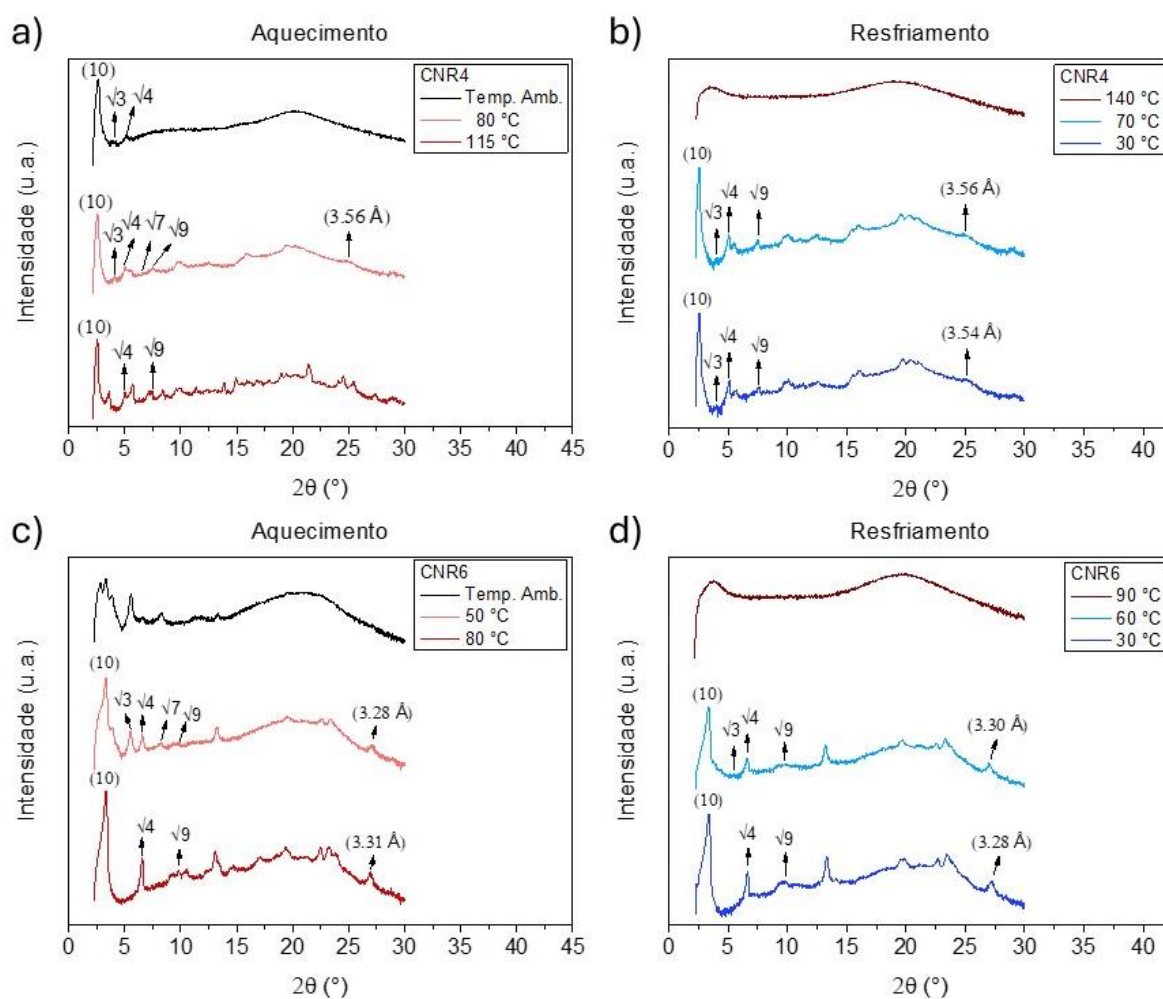 a)
Aquecimento
CNR4
Temp. Amb.
80 °C
115 °C
(10)
√3
√4
(10)
√3
√4
√7
√9
(3.56 Å)
(10)
√4
√9
Intensidade (u.a.)
0 5 10 15 20 25 30 35 40 45
2θ (°)
b)
Resfriamento
CNR4
140 °C
70 °C
30 °C
(10)
√3
√4
√9
(3.56 Å)
(10)
√3
√4
√9
(3.54 Å)
Intensidade (u.a.)
0 5 10 15 20 25 30 35 40
2θ (°)
c)
Aquecimento
CNR6
Temp. Amb.
50 °C
80 °C
(10)
√3
√4
√7
√9
(3.28 Å)
(10)
√4
√9
(3.31 Å)
Intensidade (u.a.)
0 5 10 15 20 25 30 35 40 45
2θ (°)
d)
Resfriamento
CNR6
90 °C
60 °C
30 °C
(10)
√3
√4
√9
(3.30 Å)
(10)
√4
√9
(3.28 Å)
Intensidade (u.a.)
0 5 10 15 20 25 30 35 40
2θ (°)